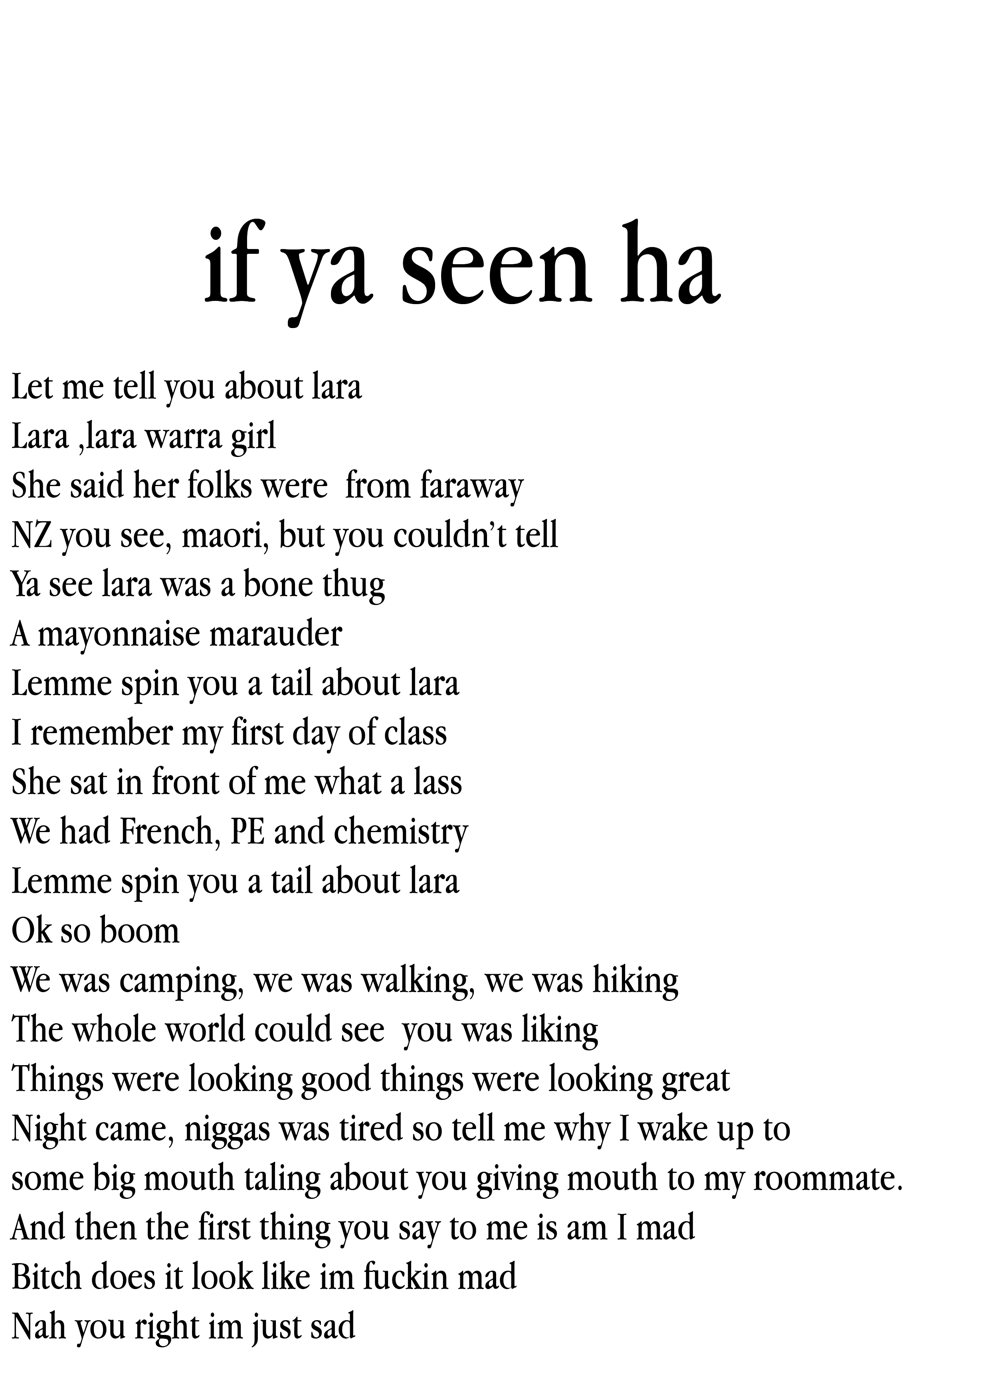 if ya seen ha
Let me tell you about lara
Lara ,lara warra girl
She said her folks were  from faraway
NZ you see, maori, but you couldn’t tell
Ya see lara was a bone thug
A mayonnaise marauder
Lemme spin you a tail about lara
I remember my first day of class
She sat in front of me what a lass
We had French, PE and chemistry
Lemme spin you a tail about lara
Ok so boom
We was camping, we was walking, we was hiking
The whole world could see  you was liking
Things were looking good things were looking great
Night came, niggas was tired so tell me why I wake up to
some big mouth taling about you giving mouth to my roommate.
And then the first thing you say to me is am I mad
Bitch does it look like im fuckin mad
Nah you right im just sad